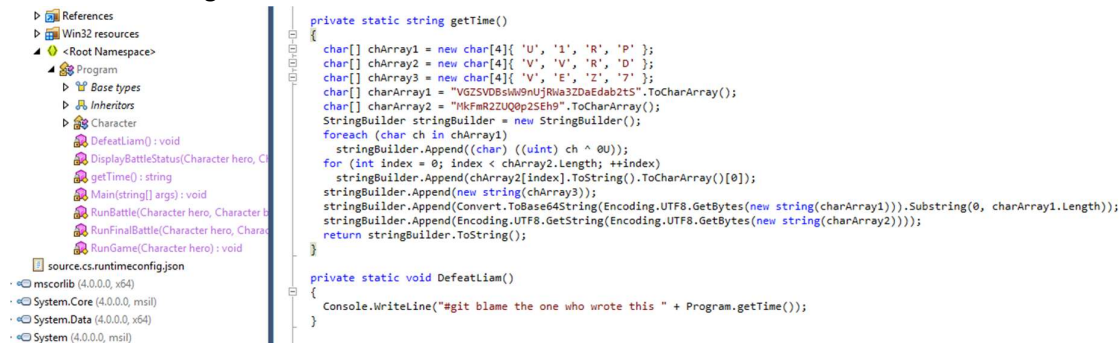 References
Win32 resources
<Root Namespace>
Program
Base types
Inheritors
Character
DefeatLiam() : void
DisplayBattleStatus(Character hero, Ch
getTime() : string
Main(string[] args) : void
RunBattle(Character hero, Character b
RunFinalBattle(Character hero, Charac
RunGame(Character hero) : void
source.cs.runtimeconfig.json
mscorlib (4.0.0.0, x64)
System.Core (4.0.0.0, msil)
System.Data (4.0.0.0, x64)
System (4.0.0.0, msil)
private static string getTime()
{
char[] chArray1 = new char[4]{ 'U', '1', 'R', 'P' };
char[] chArray2 = new char[4]{ 'V', 'V', 'R', 'D' };
char[] chArray3 = new char[4]{ 'V', 'E', 'Z', '7' };
char[] charArray1 = "VGZSVDBsWW9nUjRWa3ZDaEdab2tS".ToCharArray();
char[] charArray2 = "MkFmR2ZUQ0p2SEh9".ToCharArray();
StringBuilder stringBuilder = new StringBuilder();
foreach (char ch in chArray1)
stringBuilder.Append((char) ((uint) ch ^ 0U));
for (int index = 0; index < chArray2.Length; ++index)
stringBuilder.Append(chArray2[index].ToString().ToCharArray()[0]);
stringBuilder.Append(new string(chArray3));
stringBuilder.Append(Convert.ToBase64String(Encoding.UTF8.GetBytes(new string(charArray1))).Substring(0, charArray1.Length));
stringBuilder.Append(Encoding.UTF8.GetString(Encoding.UTF8.GetBytes(new string(charArray2))));
return stringBuilder.ToString();
}
private static void DefeatLiam()
{
Console.WriteLine("#git blame the one who wrote this " + Program.getTime());
}